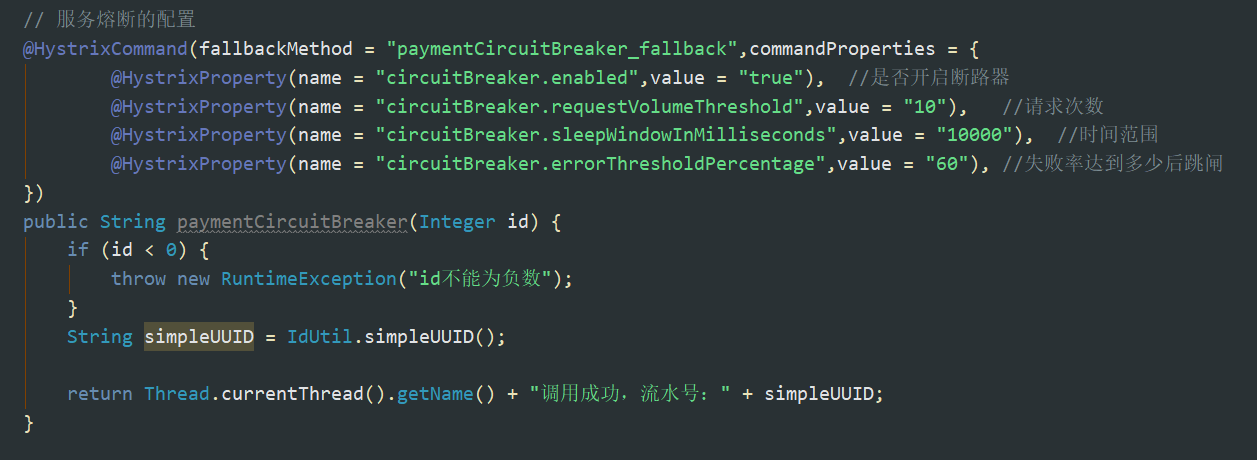 // 服务熔断的配置
@HystrixCommand(fallbackMethod = "paymentCircuitBreaker_fallback",commandProperties = {
@HystrixProperty(name = "circuitBreaker.enabled",value = "true"), //是否开启断路器
@HystrixProperty(name = "circuitBreaker.requestVolumeThreshold",value = "10"), //请求次数
@HystrixProperty(name = "circuitBreaker.sleepWindowInMilliseconds",value = "10000"), //时间范围
@HystrixProperty(name = "circuitBreaker.errorThresholdPercentage",value = "60"), //失败率达到多少后跳闸
})
public String paymentCircuitBreaker(Integer id) {
if (id < 0) {
throw new RuntimeException("id不能为负数");
}
String simpleUUID = IdUtil.simpleUUID();
return Thread.currentThread().getName() + "调用成功，流水号：" + simpleUUID;
}